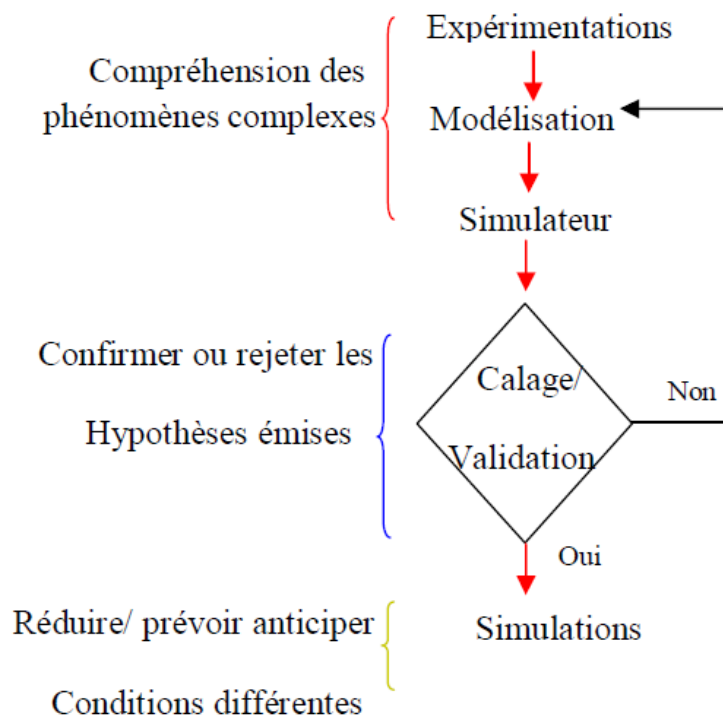 Expérimentations
Compréhension des
phénomènes complexes
Modélisation
Simulateur
Confirmer ou rejeter les
Hypothèses émises
Calage/
Validation
Non
Oui
Réduire/ prévoir anticiper
Conditions différentes
Simulations